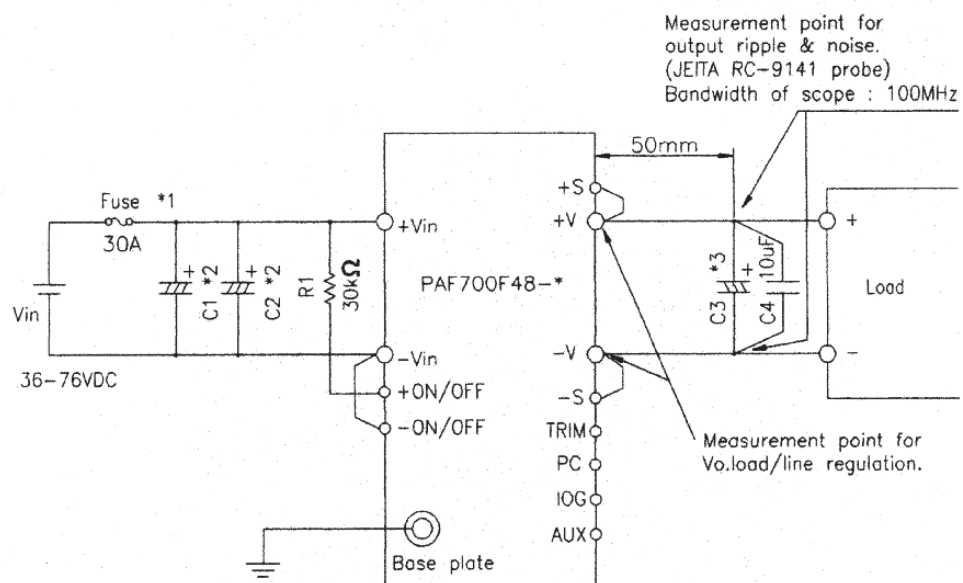 Measurement point for
output ripple & noise.
(JEITA RC-9141 probe)
Bandwidth of scope : 100MHz
50mm
Fuse *1
30A
+S
+V
+Vin
C1 *2
C2 *2
R1
30kΩ
PAF700F48-*
C3
*3
C4
10uF
+
+
+
+
Load
Vin
-Vin
-V
-
36-76VDC
+ON/OFF
-S
-ON/OFF
TRIM
Measurement point for
Vo.load/line regulation.
PC
IOG
AUX
Base plate